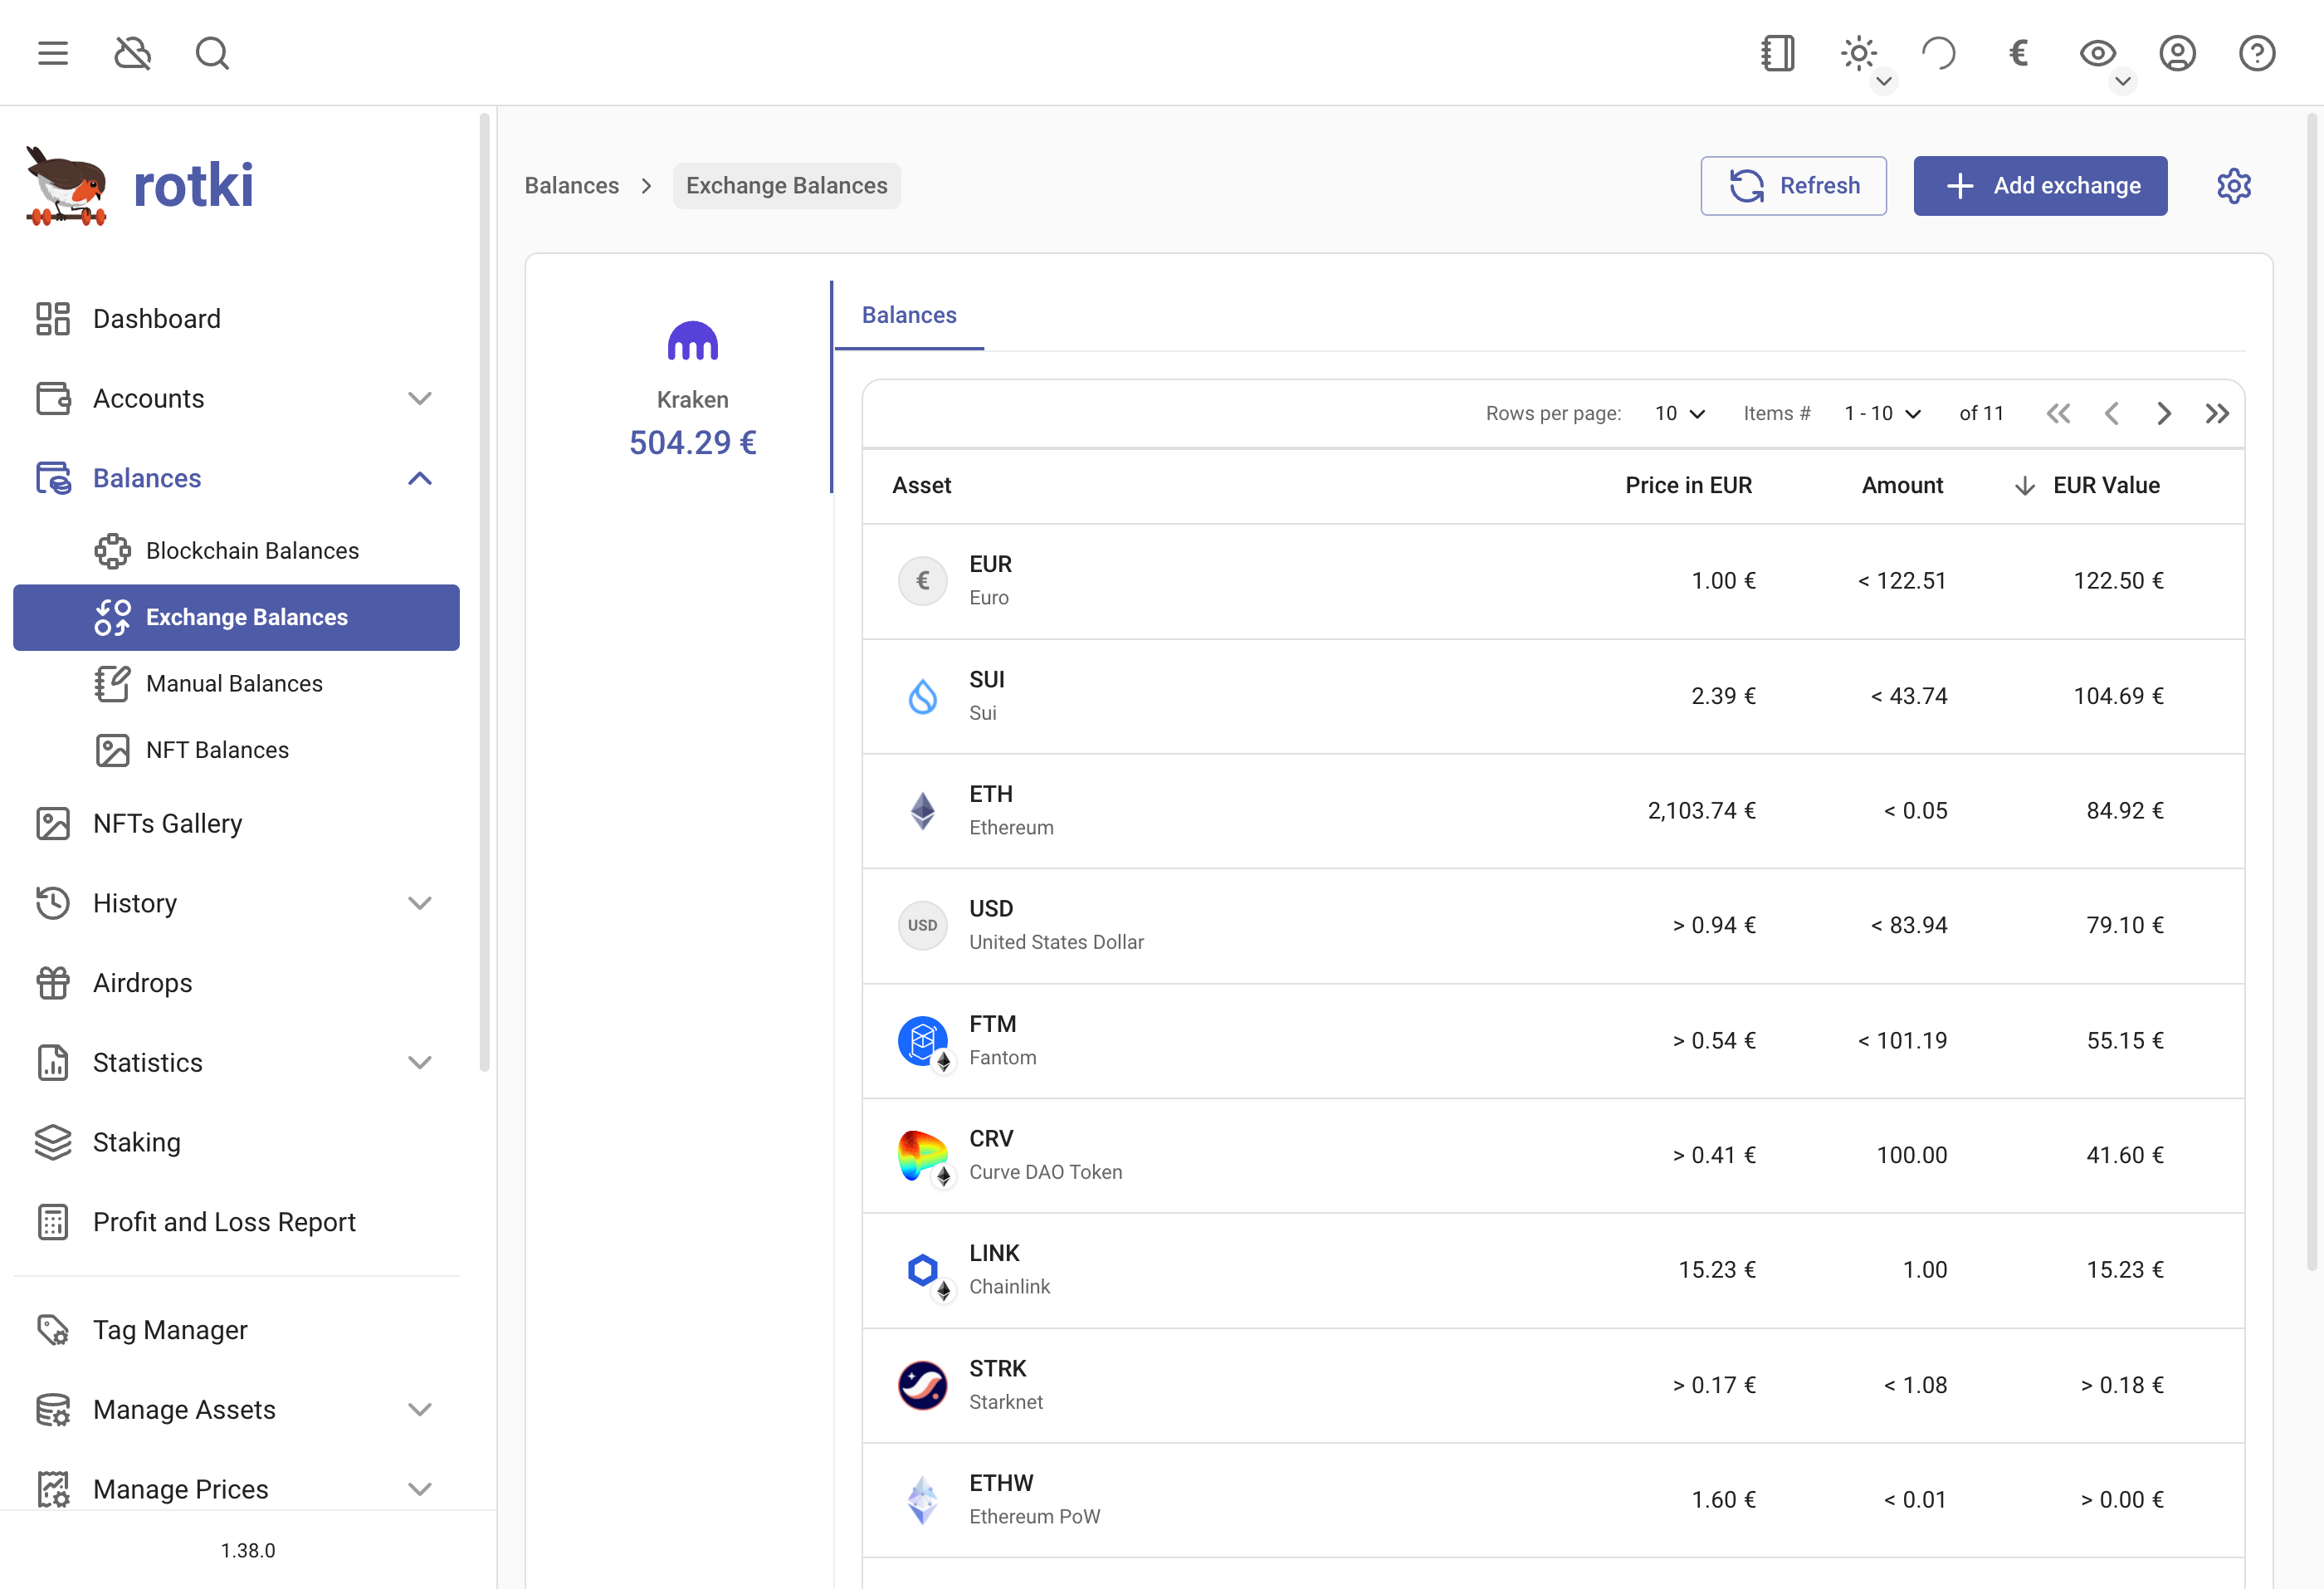 €
rotki
Dashboard
Accounts
Balances
Blockchain Balances
Exchange Balances
Manual Balances
NFT Balances
NFTs Gallery
History
Airdrops
Statistics
Staking
Profit and Loss Report
Tag Manager
Manage Assets
Manage Prices
1.38.0
Balances > Exchange Balances
Refresh
Add exchange
Kraken
504.29 €
Balances
Rows per page: 10 Items # 1 - 10 of 11
Asset Price in EUR Amount EUR Value
€ EUR Euro 1.00 € < 122.51 122.50 €
SUI Sui 2.39 € < 43.74 104.69 €
ETH Ethereum 2,103.74 € < 0.05 84.92 €
USD USD United States Dollar > 0.94 € < 83.94 79.10 €
FTM Fantom > 0.54 € < 101.19 55.15 €
CRV Curve DAO Token > 0.41 € 100.00 41.60 €
LINK Chainlink 15.23 € 1.00 15.23 €
STRK Starknet > 0.17 € < 1.08 > 0.18 €
ETHW Ethereum PoW 1.60 € < 0.01 > 0.00 €